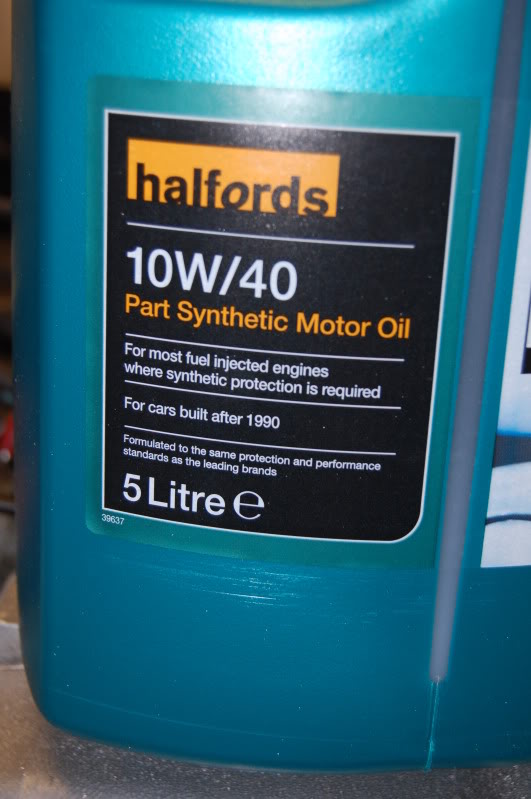 halfords
10W/40
Part Synthetic Motor Oil
For most fuel injected engines
where synthetic protection is required
For cars built after 1990
Formulated to the same protection and performance
standards as the leading brands
5 Litre ℮
39637